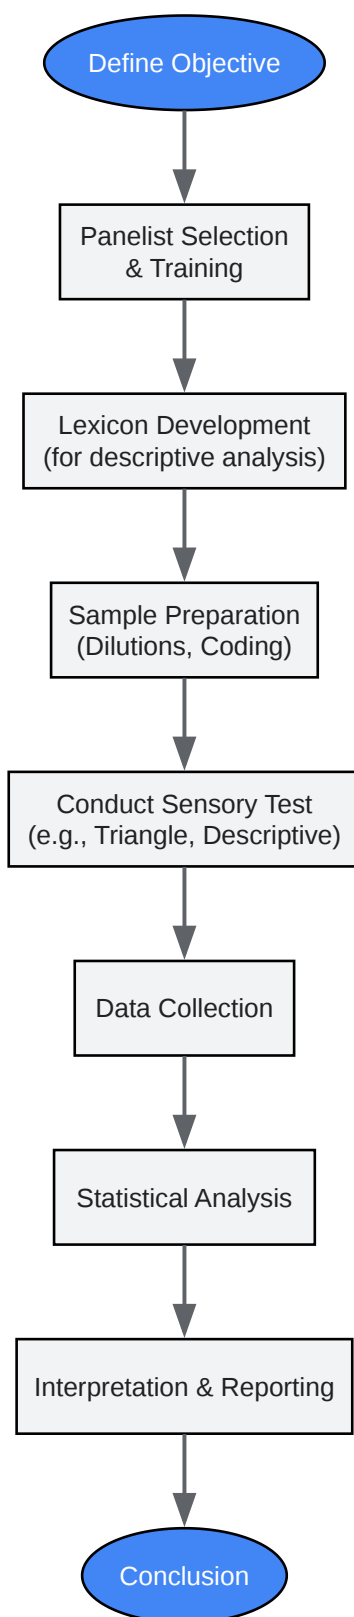 Define Objective
Panelist Selection
& Training
Lexicon Development
(for descriptive analysis)
Sample Preparation
(Dilutions, Coding)
Conduct Sensory Test
(e.g., Triangle, Descriptive)
Data Collection
Statistical Analysis
Interpretation & Reporting
Conclusion